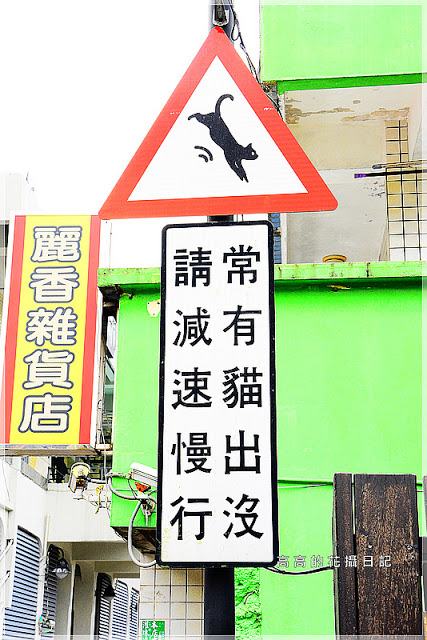 常有貓出沒
請減速慢行
麗香雜貨店
高高的花攝日記